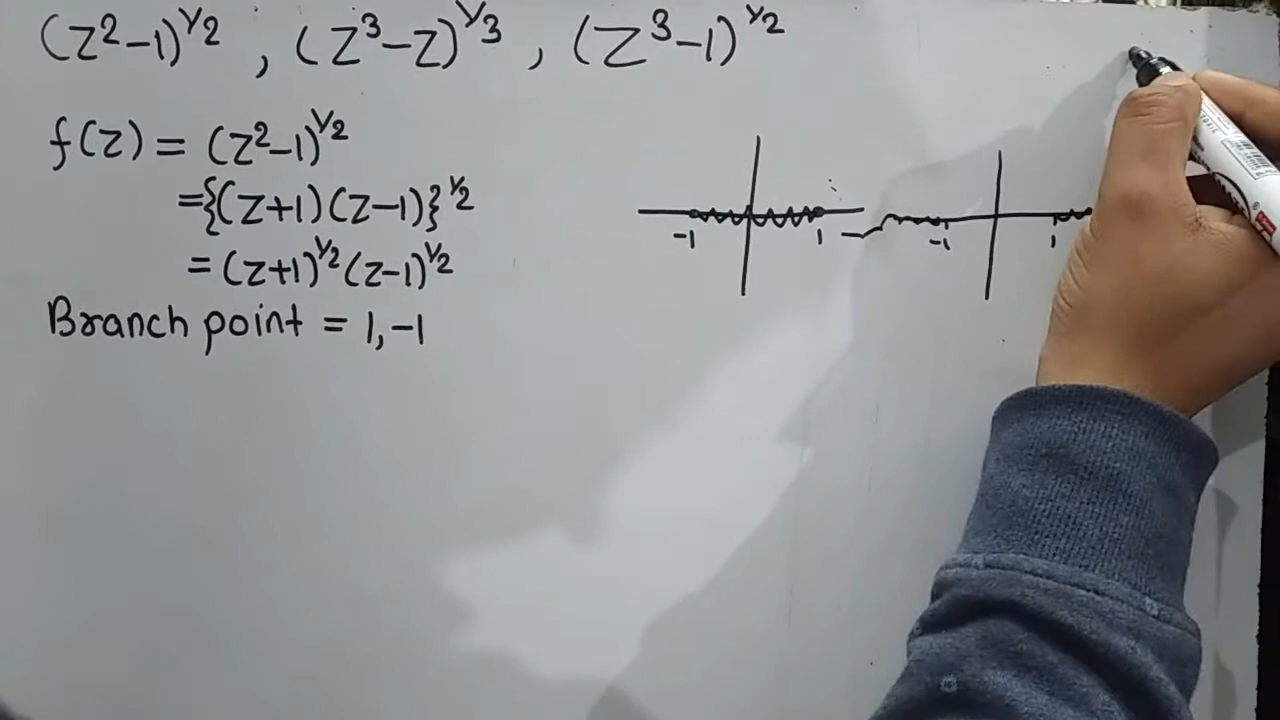 (z²-1)^½, (z³-z)^⅓, (z³-1)^½
f(z) = (z²-1)^½
={(z+1)(z-1)}^½
= (z+1)^½(z-1)^½
Branch point = 1,-1
-1 1 -1 1